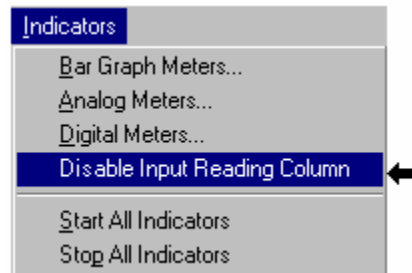 Indicators
Bar Graph Meters...
Analog Meters...
Digital Meters...
Disable Input Reading Column
Start All Indicators
Stop All Indicators